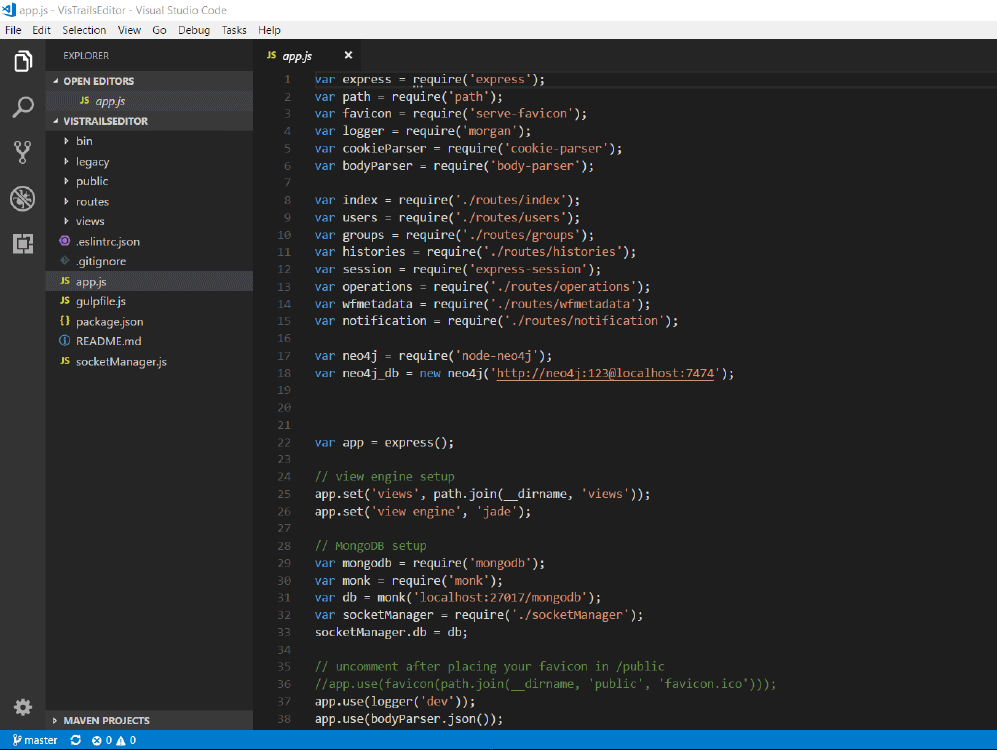 app.js - VisTrailsEditor - Visual Studio Code
File Edit Selection View Go Debug Tasks Help
EXPLORER
OPEN EDITORS
JS app.js
VISTRAILSEDITOR
bin
legacy
public
routes
views
.eslintrc.json
.gitignore
JS app.js
JS gulpfile.js
{} package.json
README.md
JS socketManager.js
MAVEN PROJECTS
JS app.js ×
1 var express = require('express');
2 var path = require('path');
3 var favicon = require('serve-favicon');
4 var logger = require('morgan');
5 var cookieParser = require('cookie-parser');
6 var bodyParser = require('body-parser');
7
8 var index = require('./routes/index');
9 var users = require('./routes/users');
10 var groups = require('./routes/groups');
11 var histories = require('./routes/histories');
12 var session = require('express-session');
13 var operations = require('./routes/operations');
14 var wfmetadata = require('./routes/wfmetadata');
15 var notification = require('./routes/notification');
16
17 var neo4j = require('node-neo4j');
18 var neo4j_db = new neo4j('http://neo4j:123@localhost:7474');
19
20
21
22 var app = express();
23
24 // view engine setup
25 app.set('views', path.join(__dirname, 'views'));
26 app.set('view engine', 'jade');
27
28 // MongoDB setup
29 var mongodb = require('mongodb');
30 var monk = require('monk');
31 var db = monk('localhost:27017/mongodb');
32 var socketManager = require('./socketManager');
33 socketManager.db = db;
34
35 // uncomment after placing your favicon in /public
36 //app.use(favicon(path.join(__dirname, 'public', 'favicon.ico')));
37 app.use(logger('dev'));
38 app.use(bodyParser.json());
master 0 0